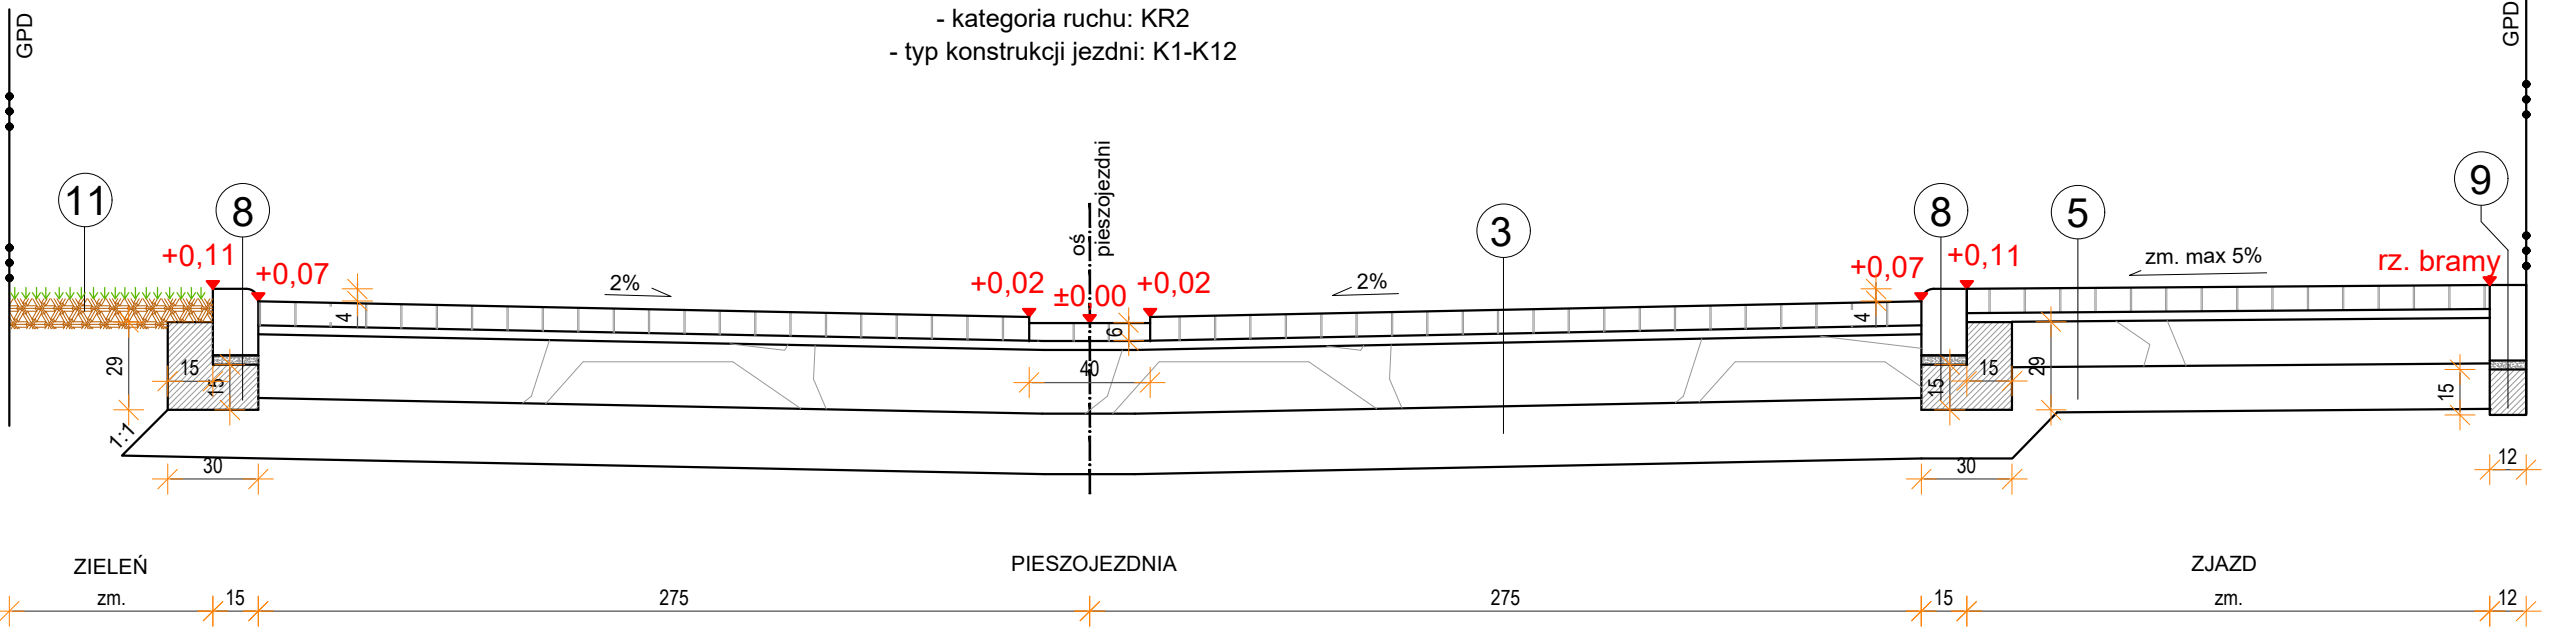 - kategoria ruchu: KR2
- typ konstrukcji jezdni: K1-K12
GPD
GPD
oś
pieszojezdni
11
8
3
8
5
9
+0,11
+0,07
+0,02
±0,00
+0,02
+0,07
+0,11
rz. bramy
2%
2%
zm. max 5%
4
6
4
29
15
15
40
15
15
29
15
1:1
30
30
12
ZIELEŃ
PIESZOJEZDNIA
ZJAZD
zm.
15
275
275
15
zm.
12